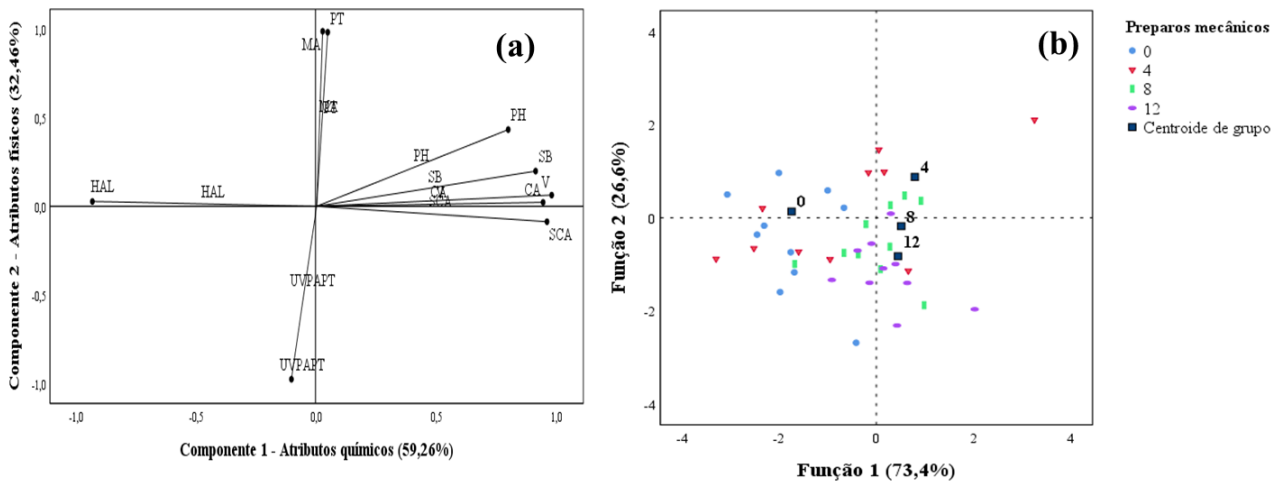 Componente 2 - Atributos físicos (32,46%)
1,0
0,5
0,0
-0,5
-1,0
(a)
PT
MA
PH
PH
SB
SB
V
CA
SCA
HAL
HAL
UVPAPT
UVPAPT
-1,0
-0,5
0,0
0,5
1,0
Componente 1 - Atributos químicos (59,26%)
Função 2 (26,6%)
4
2
0
-2
-4
(b)
4
0
8
12
-4
-2
0
2
4
Função 1 (73,4%)
Preparos mecânicos
0
4
8
12
Centroide de grupo